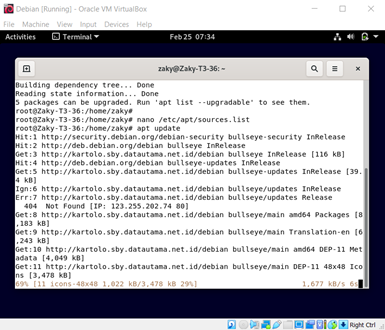 Debian [Running] - Oracle VM VirtualBox
File Machine View Input Devices Help
Activities Terminal Feb 25 07:34
zaky@Zaky-T3-36: ~
Building dependency tree... Done
Reading state information... Done
5 packages can be upgraded. Run 'apt list --upgradable' to see them.
root@Zaky-T3-36:/home/zaky#
root@Zaky-T3-36:/home/zaky# nano /etc/apt/sources.list
root@Zaky-T3-36:/home/zaky# apt update
Hit:1 http://security.debian.org/debian-security bullseye-security InRelease
Hit:2 http://deb.debian.org/debian bullseye InRelease
Get:3 http://kartolo.sby.datautama.net.id/debian bullseye InRelease [116 kB]
Hit:4 http://deb.debian.org/debian bullseye-updates InRelease
Get:5 http://kartolo.sby.datautama.net.id/debian bullseye-updates InRelease [39.
4 kB]
Ign:6 http://kartolo.sby.datautama.net.id/debian bullseye-updates InRelease
Err:7 http://kartolo.sby.datautama.net.id/debian bullseye-updates Release
404 Not Found [IP: 123.255.202.74 80]
Get:8 http://kartolo.sby.datautama.net.id/debian bullseye/main amd64 Packages [8
,183 kB]
Get:9 http://kartolo.sby.datautama.net.id/debian bullseye/main Translation-en [6
,243 kB]
Get:10 http://kartolo.sby.datautama.net.id/debian bullseye/main amd64 DEP-11 Met
adata [4,049 kB]
Get:11 http://kartolo.sby.datautama.net.id/debian bullseye/main DEP-11 48x48 Ico
ns [3,478 kB]
69% [11 icons-48x48 1,022 kB/3,478 kB 29%] 1,677 kB/s 6s
Right Ctrl